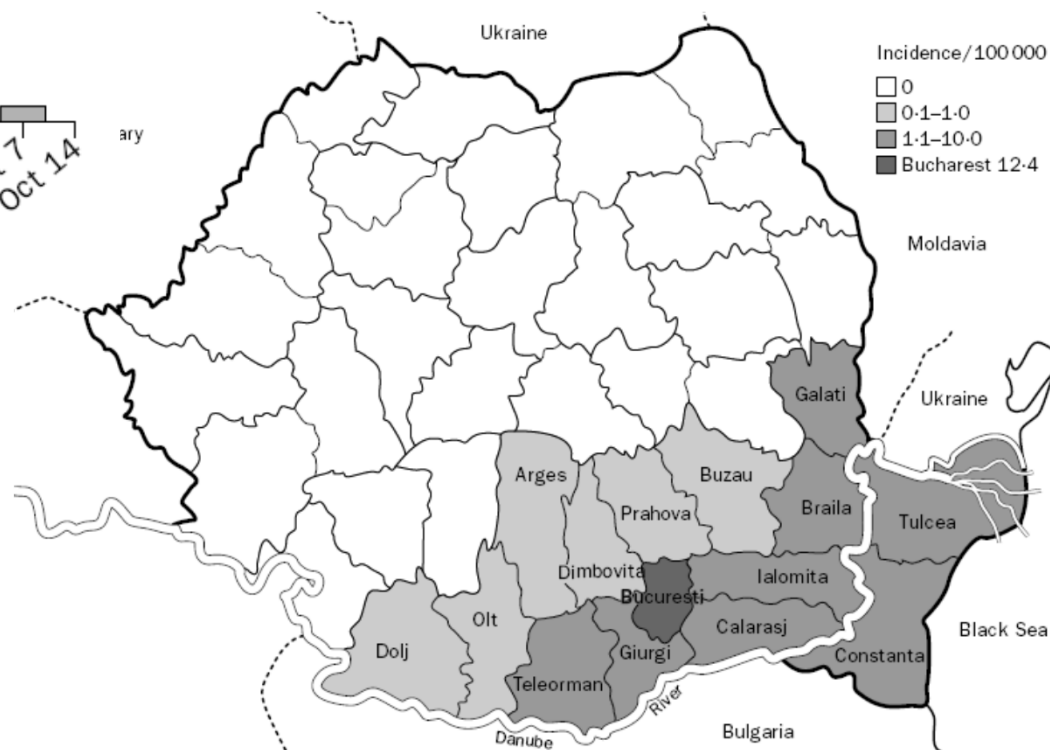 Ukraine
Incidence/100 000
0
0·1–1·0
1·1–10·0
Bucharest 12·4
7
Oct 14
ary
Moldavia
Galati
Ukraine
Arges
Buzau
Prahova
Braila
Tulcea
Dimbovita
Ialomita
Bucuresti
Olt
Calarasj
Black Sea
Dolj
Giurgi
Constanta
Teleorman
River
Danube
Bulgaria